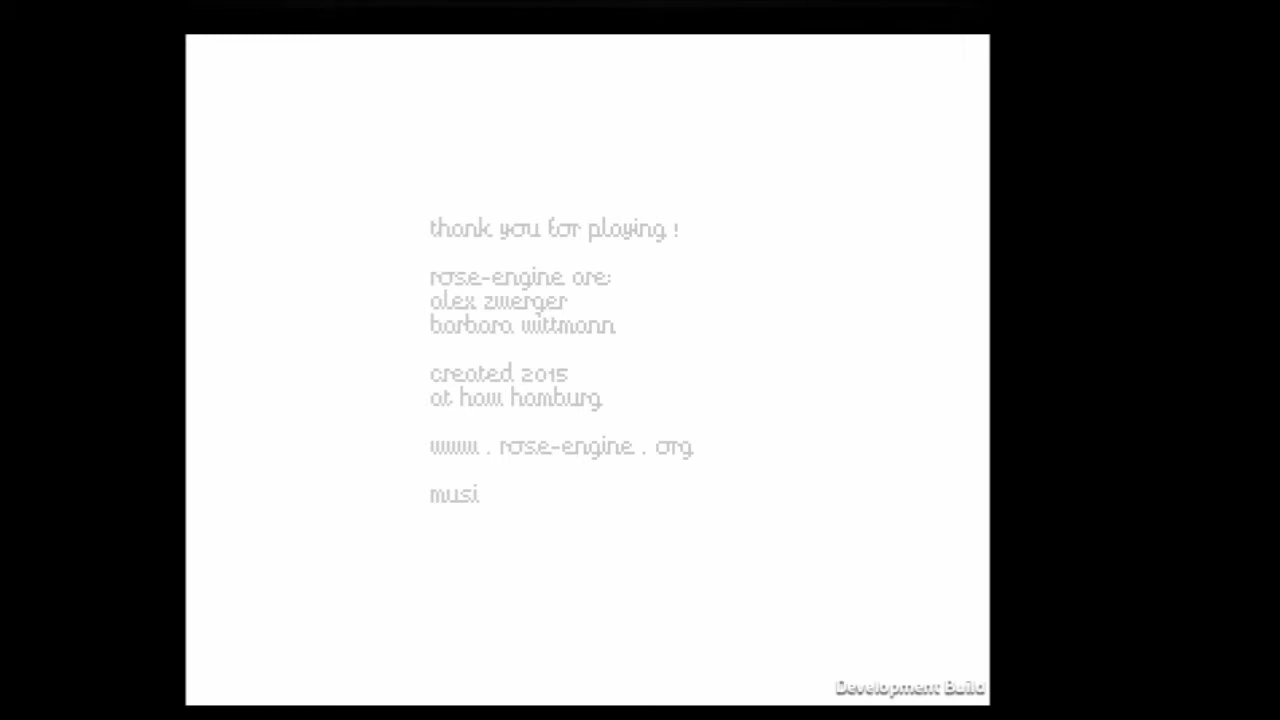 thank you for playing !
rose-engine are:
alex zwerger
barbara wittmann
created 2015
at haw hamburg
www . rose-engine . org
musi
Development Build